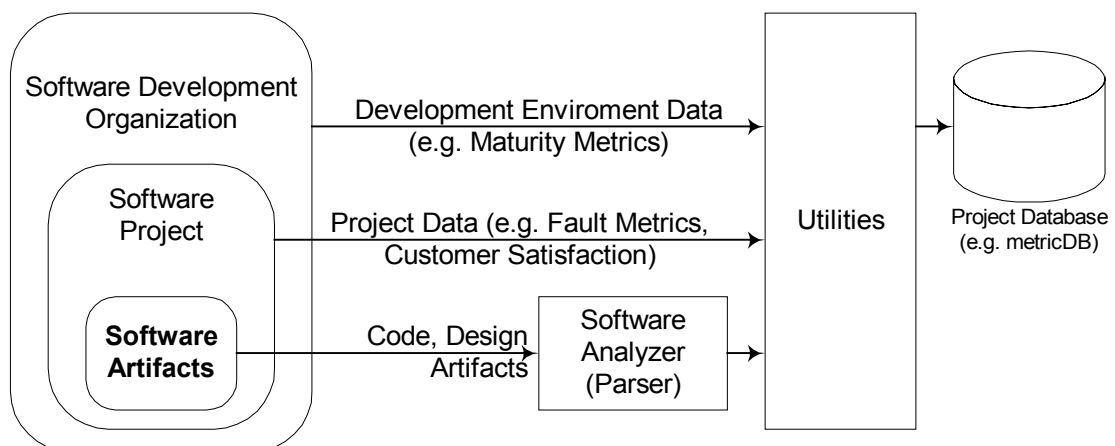 Software Development
Organization
Software
Project
Software
Artifacts
Development Enviroment Data
(e.g. Maturity Metrics)
Project Data (e.g. Fault Metrics,
Customer Satisfaction)
Code, Design
Artifacts
Software
Analyzer
(Parser)
Utilities
Project Database
(e.g. metricDB)